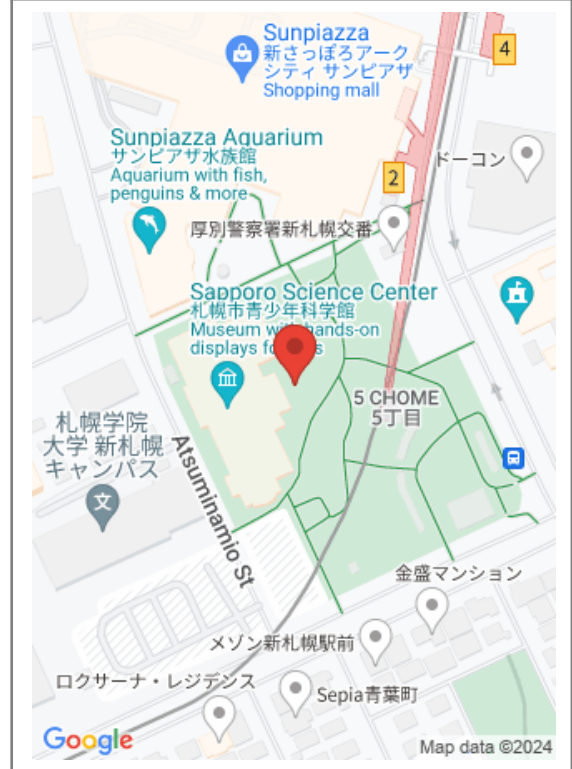 Sunpiazza
新さっぽろアーク
シティ サンピアザ
Shopping mall
4
Sunpiazza Aquarium
サンピアザ水族館
Aquarium with fish,
penguins & more
ドーコン
2
厚別警察署新札幌交番
Sapporo Science Center
札幌市青少年科学館
Museum with hands-on
displays for
5 CHOME
5丁目
札幌学院
大学 新札幌
キャンパス
文
Atsuminamio St
金盛マンション
メゾン新札幌駅前
ロクサーナ・レジデンス
Sepia青葉町
Google
Map data ©2024